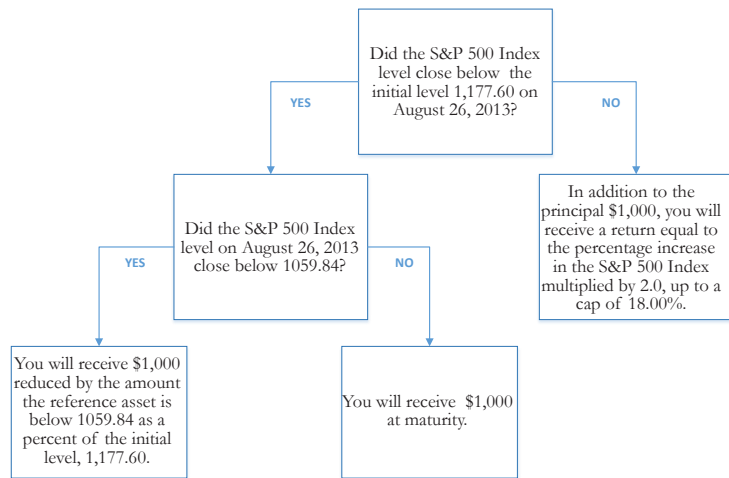 Did the S&P 500 Index
level close below the
initial level 1,177.60 on
August 26, 2013?
YES
NO
Did the S&P 500 Index
level on August 26, 2013
close below 1059.84?
In addition to the
principal $1,000, you will
receive a return equal to
the percentage increase
in the S&P 500 Index
multiplied by 2.0, up to a
cap of 18.00%.
YES
NO
You will receive $1,000
reduced by the amount
the reference asset is
below 1059.84 as a
percent of the initial
level, 1,177.60.
You will receive $1,000
at maturity.